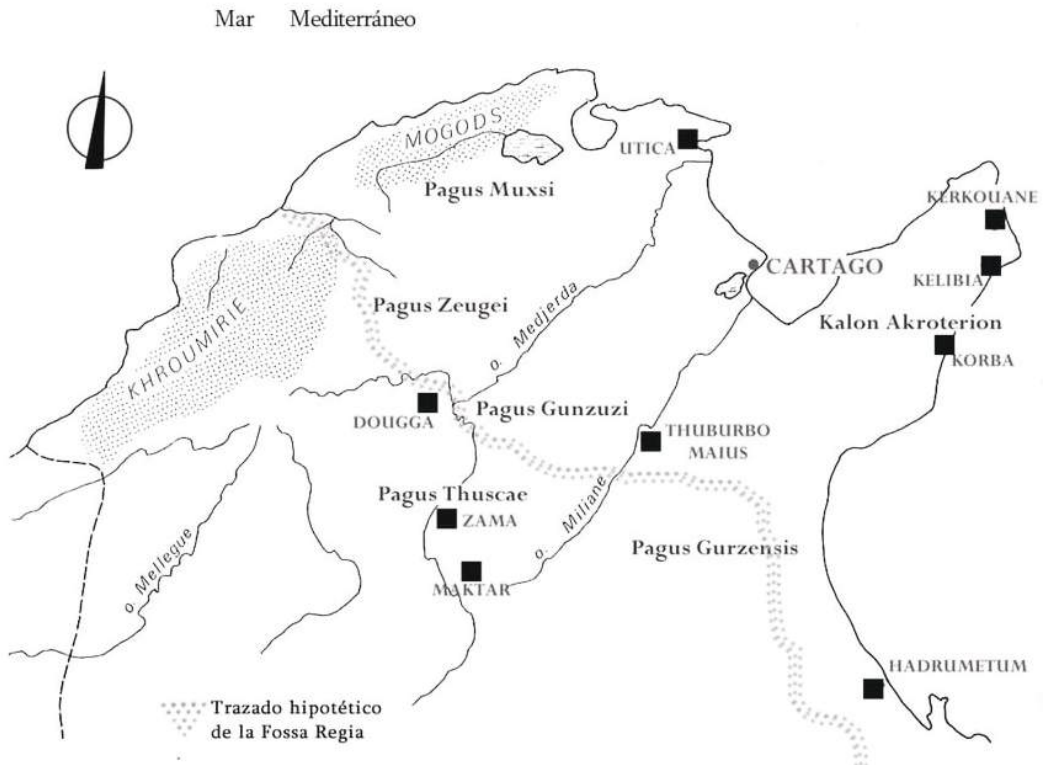 Mar Mediterráneo
MOGODS
UTICA
Pagus Muxsi
KERKOUANE
CARTAGO
KELIBIA
Pagus Zeugei
o. Medjerda
Kalon Akroterion
KHROUMIRIE
KORBA
Pagus Gunzuzi
DOUGGA
THUBURBO
MAIUS
Pagus Thuscae
ZAMA
o. Miliane
Pagus Gurzensis
o Mellegue
MAKTAR
HADRUMETUM
Trazado hipotético
de la Fossa Regia